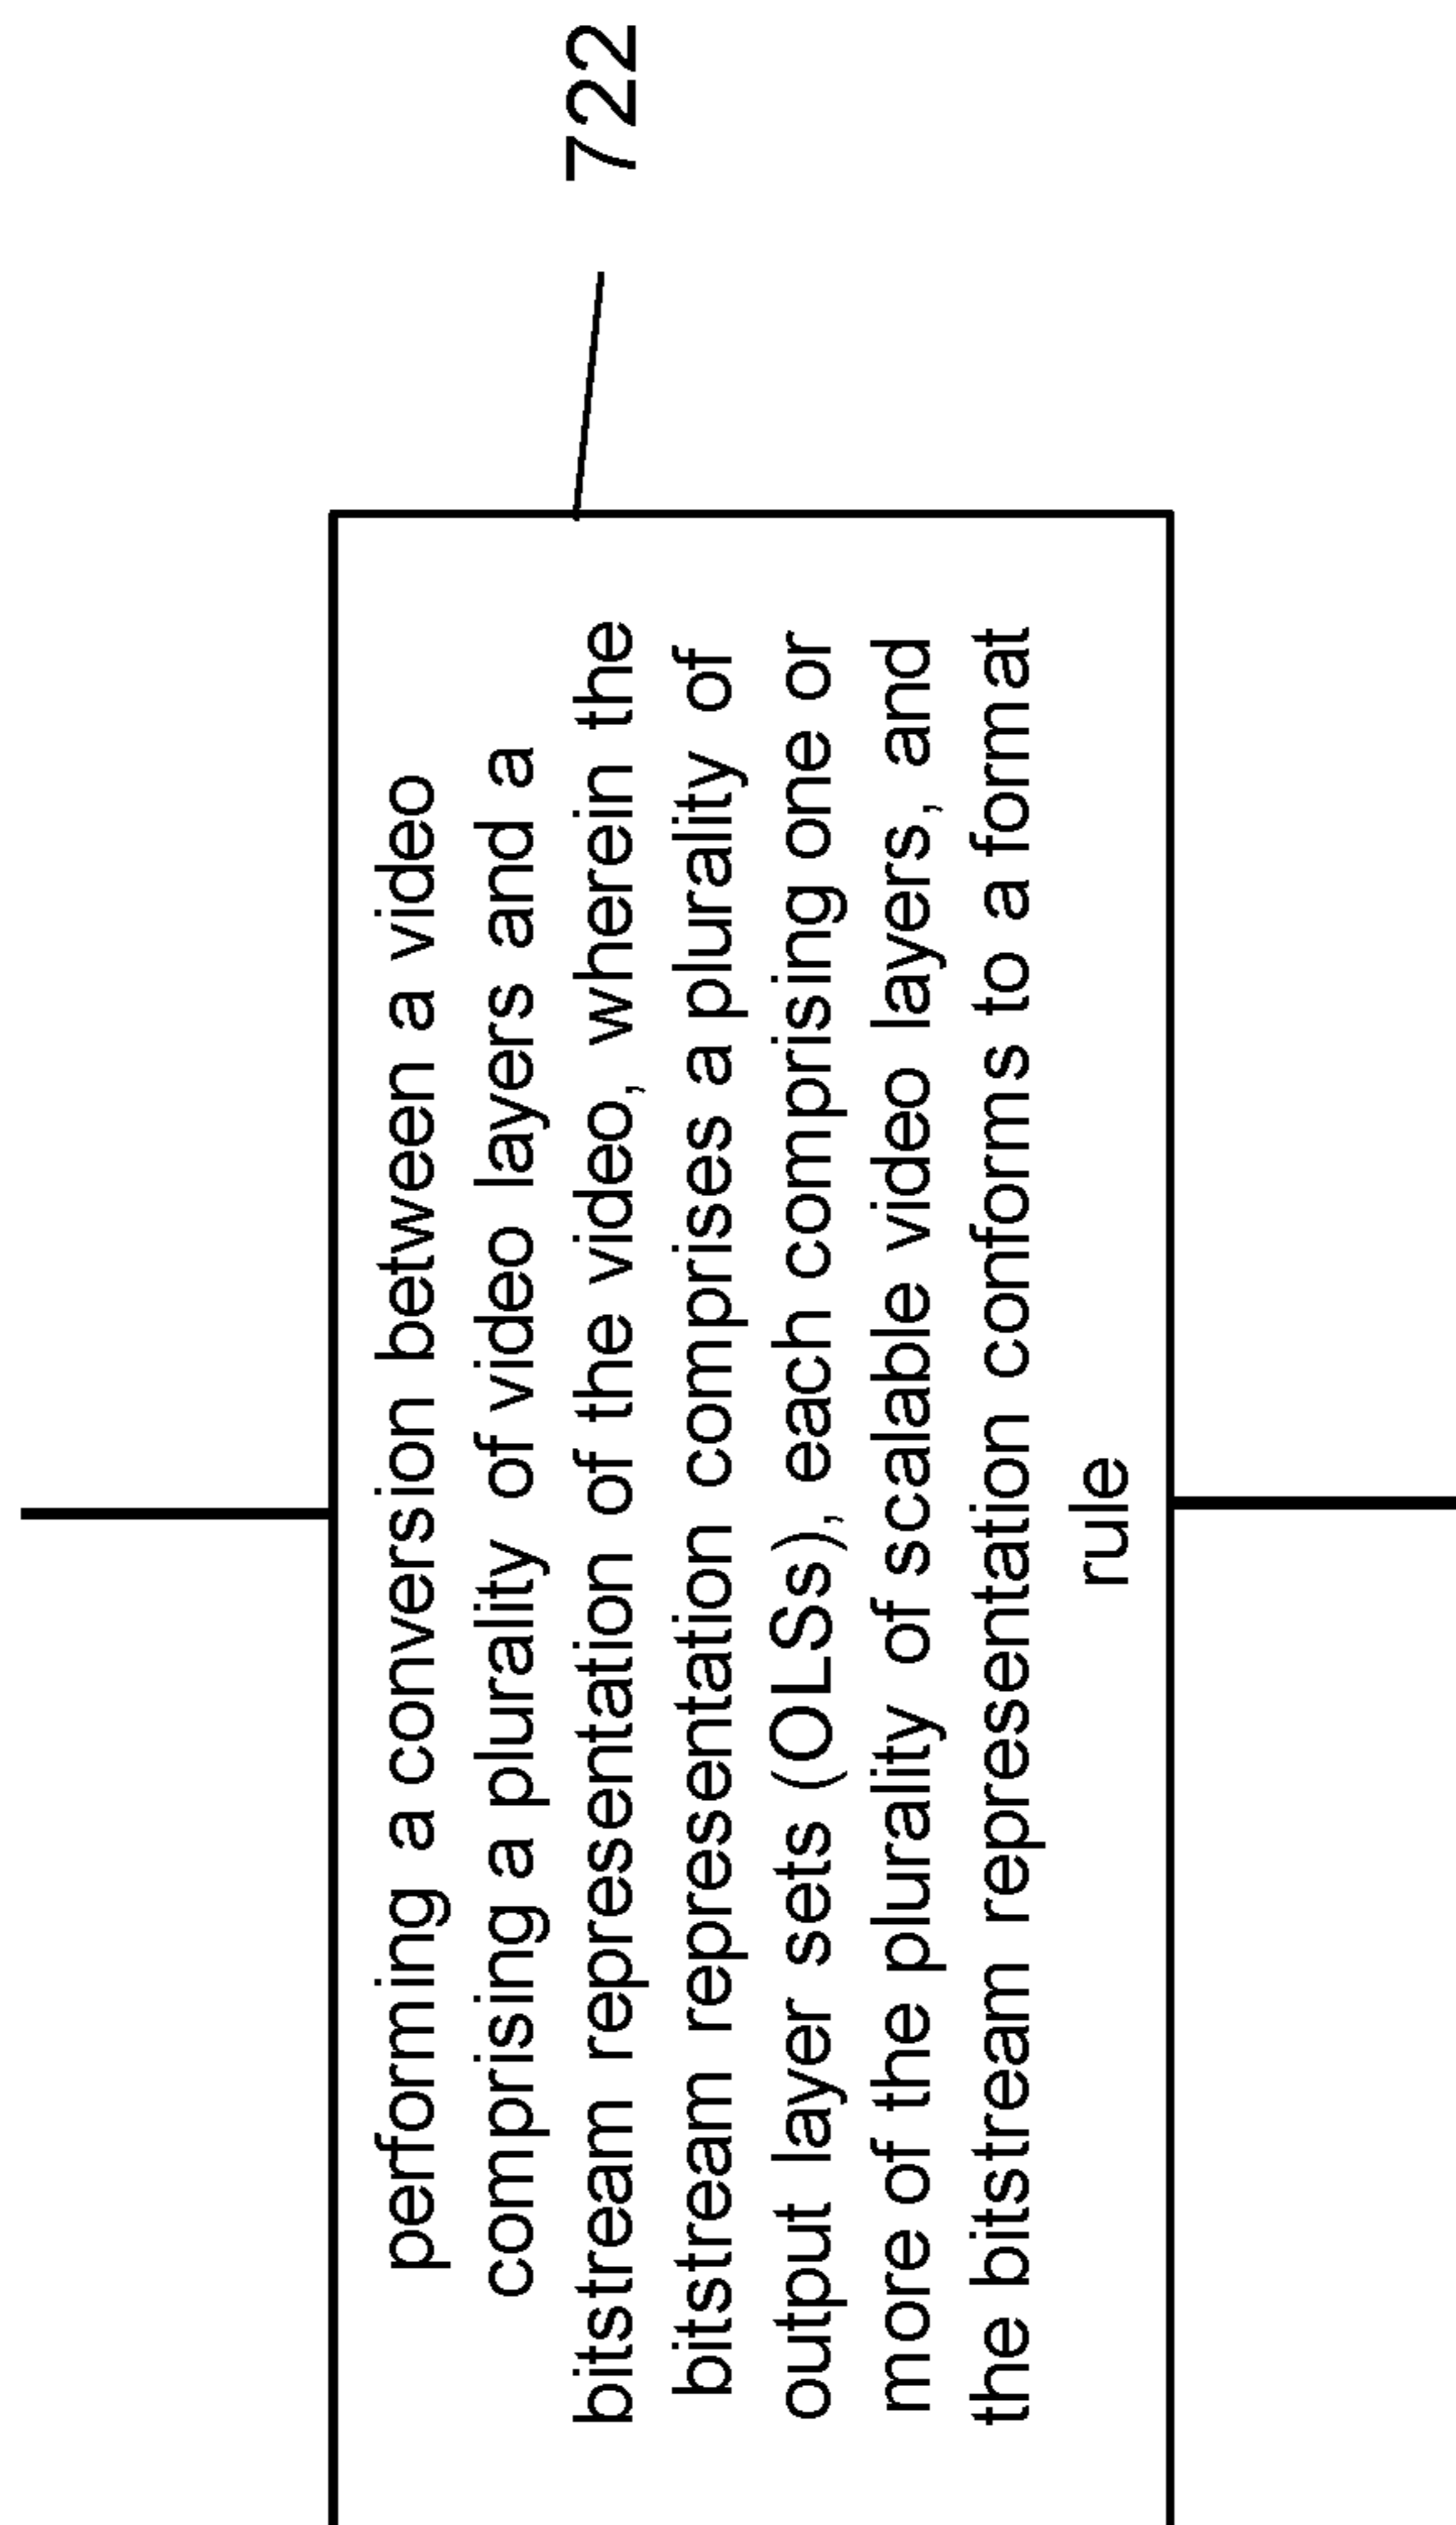 performing a conversion between a video
comprising a plurality of video layers and a
bitstream representation of the video, wherein the
bitstream representation comprises a plurality of
output layer sets (OLSs), each comprising one or
more of the plurality of scalable video layers, and
the bitstream representation conforms to a format
rule
722